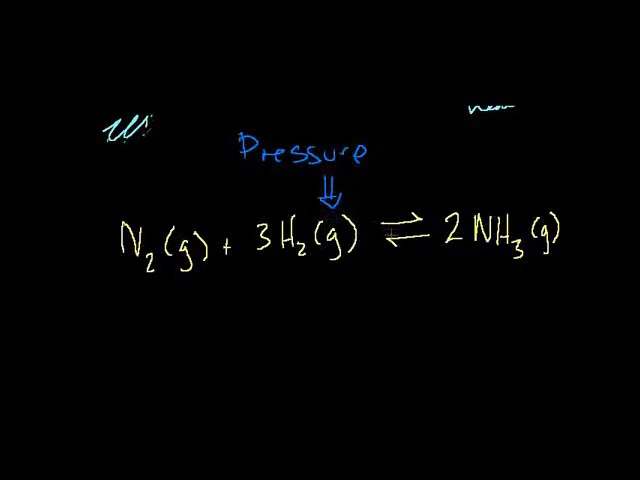 Pressure
N₂(g) + 3H₂(g) ⇌ 2NH₃(g)